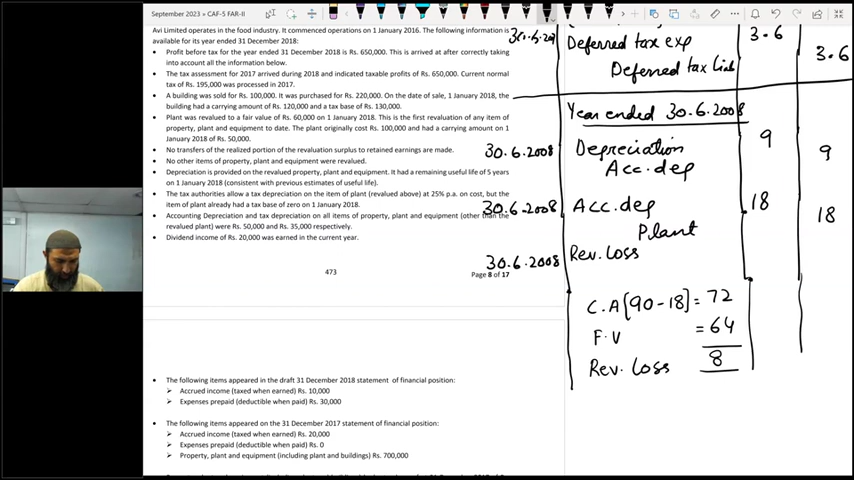 September 2023 » CAF-5 FAR-II
Avi Limited operates in the food industry. It commenced operations on 1 January 2016. The following information is
available for its year ended 31 December 2018:
• Profit before tax for the year ended 31 December 2018 is Rs. 650,000. This is arrived at after correctly taking
into account all the information below.
• The tax assessment for 2017 arrived during 2018 and indicated taxable profits of Rs. 650,000. Current normal
tax of Rs. 195,000 was processed in 2017.
• A building was sold for Rs. 100,000. It was purchased for Rs. 220,000. On the date of sale, 1 January 2018, the
building had a carrying amount of Rs. 120,000 and a tax base of Rs. 130,000.
• Plant was revalued to a fair value of Rs. 60,000 on 1 January 2018. This is the first revaluation of any item of
property, plant and equipment to date. The plant originally cost Rs. 100,000 and had a carrying amount on 1
January 2018 of Rs. 50,000.
• No transfers of the realized portion of the revaluation surplus to retained earnings are made.
• No other items of property, plant and equipment were revalued.
• Depreciation is provided on the revalued property, plant and equipment. It had a remaining useful life of 5 years
on 1 January 2018 (consistent with previous estimates of useful life).
• The tax authorities allow a tax depreciation on the item of plant (revalued above) at 25% p.a. on cost, but the
item of plant already had a tax base of zero on 1 January 2018.
• Accounting Depreciation and tax depreciation on all items of property, plant and equipment (other than the
revalued plant) were Rs. 50,000 and Rs. 35,000 respectively.
• Dividend income of Rs. 20,000 was earned in the current year.
473
Page 8 of 17
• The following items appeared in the draft 31 December 2018 statement of financial position:
➢ Accrued income (taxed when earned) Rs. 10,000
➢ Expenses prepaid (deductible when paid) Rs. 30,000
• The following items appeared on the 31 December 2017 statement of financial position:
➢ Accrued income (taxed when earned) Rs. 20,000
➢ Expenses prepaid (deductible when paid) Rs. 0
➢ Property, plant and equipment (including plant and buildings) Rs. 700,000
Deferred tax exp 3.6
Deferred tax liab 3.6
Year ended 30.6.2008
30.6.2008 Depreciation 9
Acc.dep 9
30.6.2008 Acc.dep 18
Plant 18
30.6.2008 Rev. Loss
C.A [90-18] = 72
F.V = 64
Rev. Loss 8